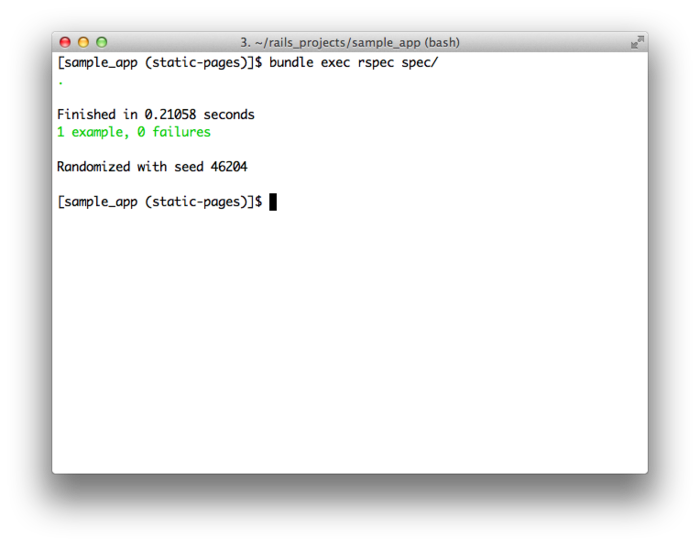 3. ~/rails_projects/sample_app (bash)
[sample_app (static-pages)]$ bundle exec rspec spec/
.
Finished in 0.21058 seconds
1 example, 0 failures
Randomized with seed 46204
[sample_app (static-pages)]$